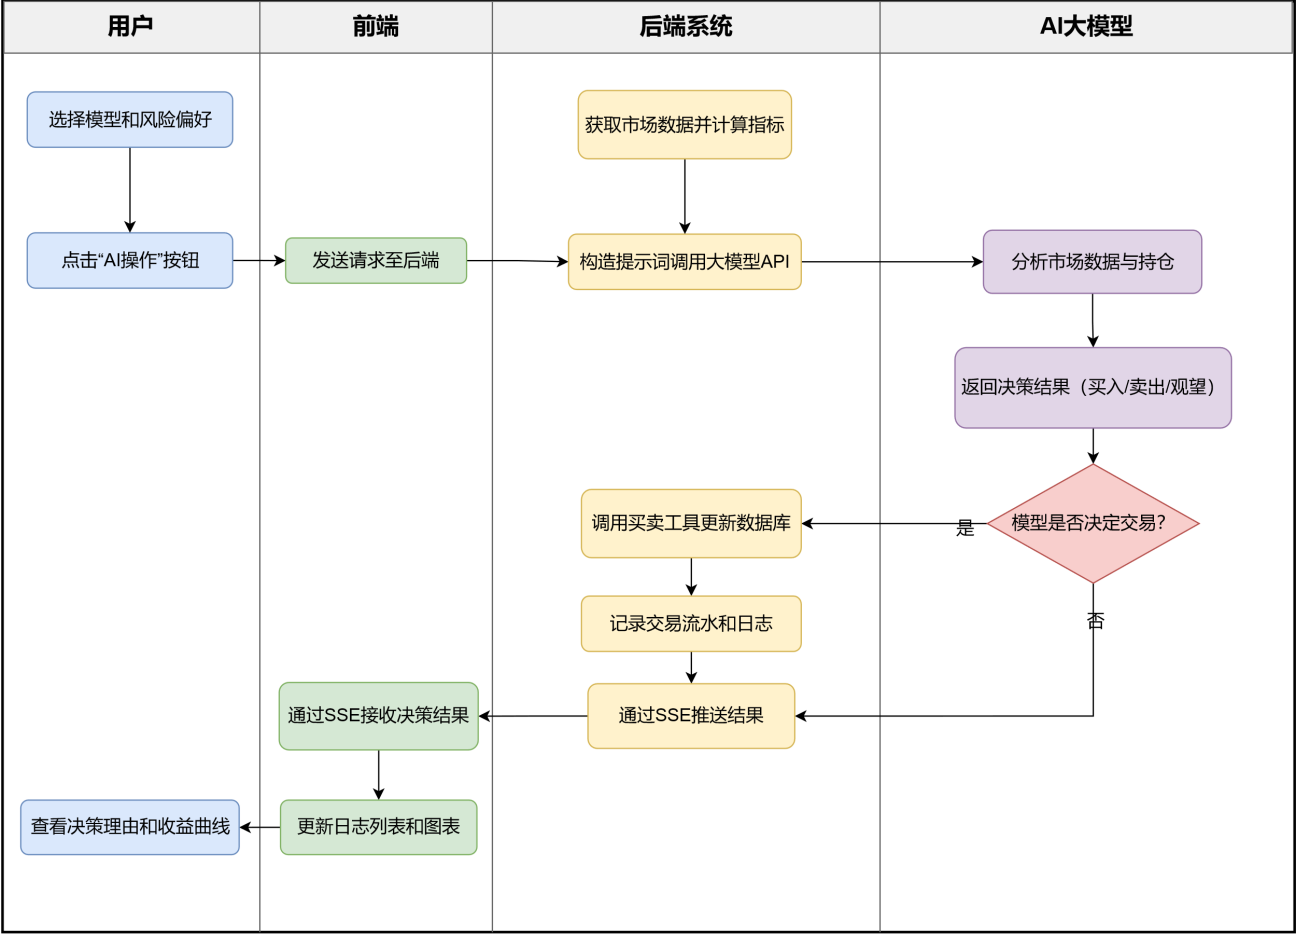 用户
前端
后端系统
AI大模型
选择模型和风险偏好
获取市场数据并计算指标
点击“AI操作”按钮
发送请求至后端
构造提示词调用大模型API
分析市场数据与持仓
返回决策结果（买入/卖出/观望）
调用买卖工具更新数据库
是
模型是否决定交易？
记录交易流水和日志
否
通过SSE接收决策结果
通过SSE推送结果
查看决策理由和收益曲线
更新日志列表和图表